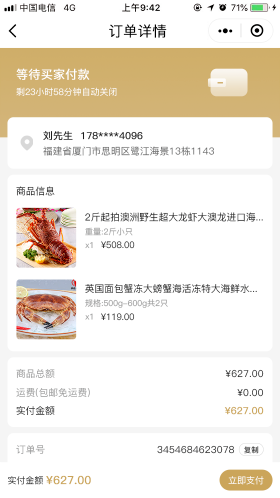 中国电信 4G 上午9:42 71%
订单详情
等待买家付款
剩23小时58分钟自动关闭
刘先生 178****4096
福建省厦门市思明区鹭江海景13栋1143
商品信息
2斤起拍澳洲野生超大龙虾大澳龙进口海...
重量:2斤小只
x1 ¥508.00
英国面包蟹冻大螃蟹海活冻特大海鲜水...
规格:500g~600g共2只
x1 ¥119.00
商品总额 ¥627.00
运费(包邮免运费) ¥0.00
实付金额 ¥627.00
订单号 3454684623078 复制
实付金额 ¥627.00 立即支付